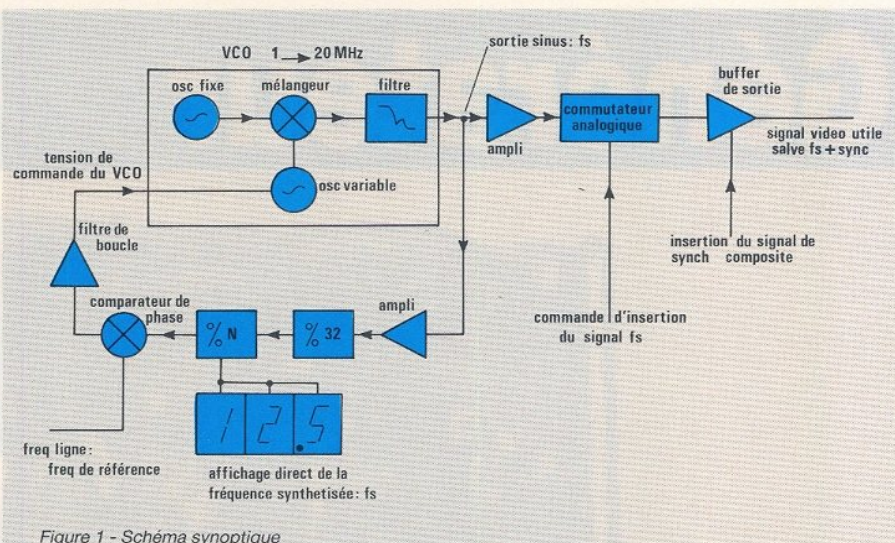 VCO 1 → 20 MHz
sortie sinus: fs
osc fixe
mélangeur
filtre
buffer
de sortie
commutateur
analogique
ampli
signal video utile
salve fs + sync
tension de
commande du VCO
osc variable
filtre de
boucle
insertion du signal de
synch composite
comparateur de
phase
ampli
% N
% 32
commande d'insertion
du signal fs
1 2 .5
freq ligne:
freq de référence
affichage direct de la
fréquence synthetisée: fs
Figure 1 - Schéma synoptique